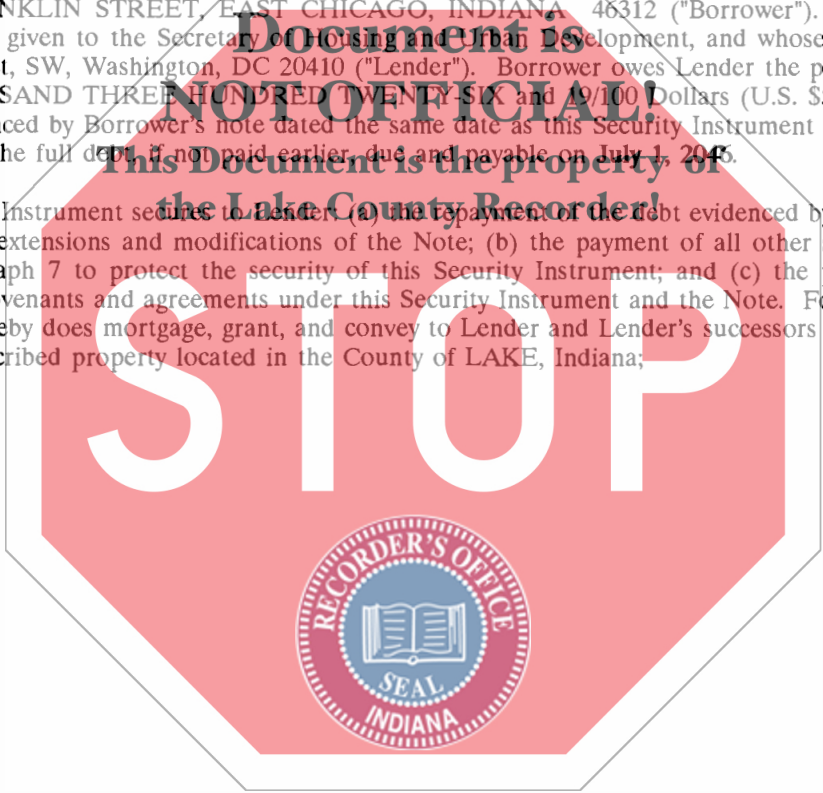 NKLIN STREET, EAST CHICAGO, INDIANA 46312 ("Borrower").
Document is
given to the Secretary of Housing and Urban Development, and whose
t, SW, Washington, DC 20410 ("Lender"). Borrower owes Lender the p
NOT OFFICIAL!
SAND THREE HUNDRED TWENTY-SIX and 49/100 Dollars (U.S. $
ced by Borrower's note dated the same date as this Security Instrument
he full debt, if not paid earlier, due and payable on July 1, 2046.
This Document is the property of
the Lake County Recorder!
Instrument secures to Lender: (a) the repayment of the debt evidenced by
extensions and modifications of the Note; (b) the payment of all other
aph 7 to protect the security of this Security Instrument; and (c) the
venants and agreements under this Security Instrument and the Note. Fo
eby does mortgage, grant, and convey to Lender and Lender's successors
cribed property located in the County of LAKE, Indiana;
STOP
RECORDER'S OFFICE
SEAL
INDIANA